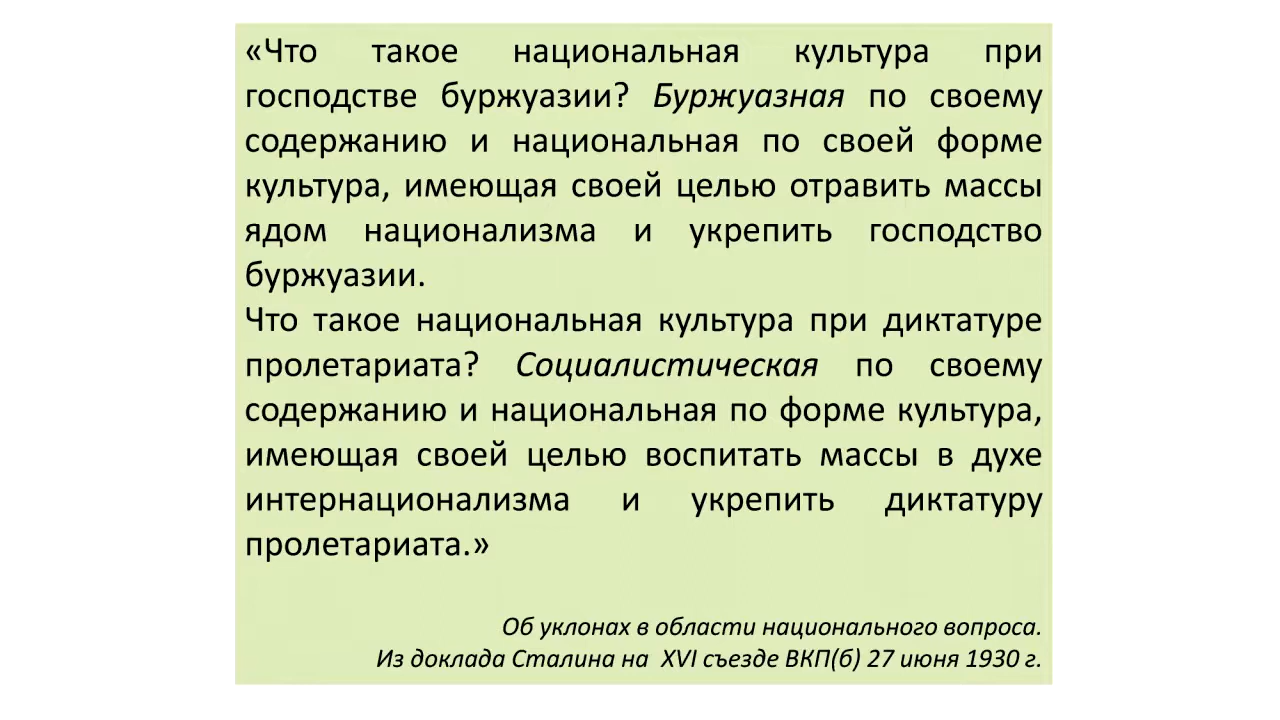 «Что такое национальная культура при
господстве буржуазии? Буржуазная по своему
содержанию и национальная по своей форме
культура, имеющая своей целью отравить массы
ядом национализма и укрепить господство
буржуазии.
Что такое национальная культура при диктатуре
пролетариата? Социалистическая по своему
содержанию и национальная по форме культура,
имеющая своей целью воспитать массы в духе
интернационализма и укрепить диктатуру
пролетариата.»
Об уклонах в области национального вопроса.
Из доклада Сталина на XVI съезде ВКП(б) 27 июня 1930 г.